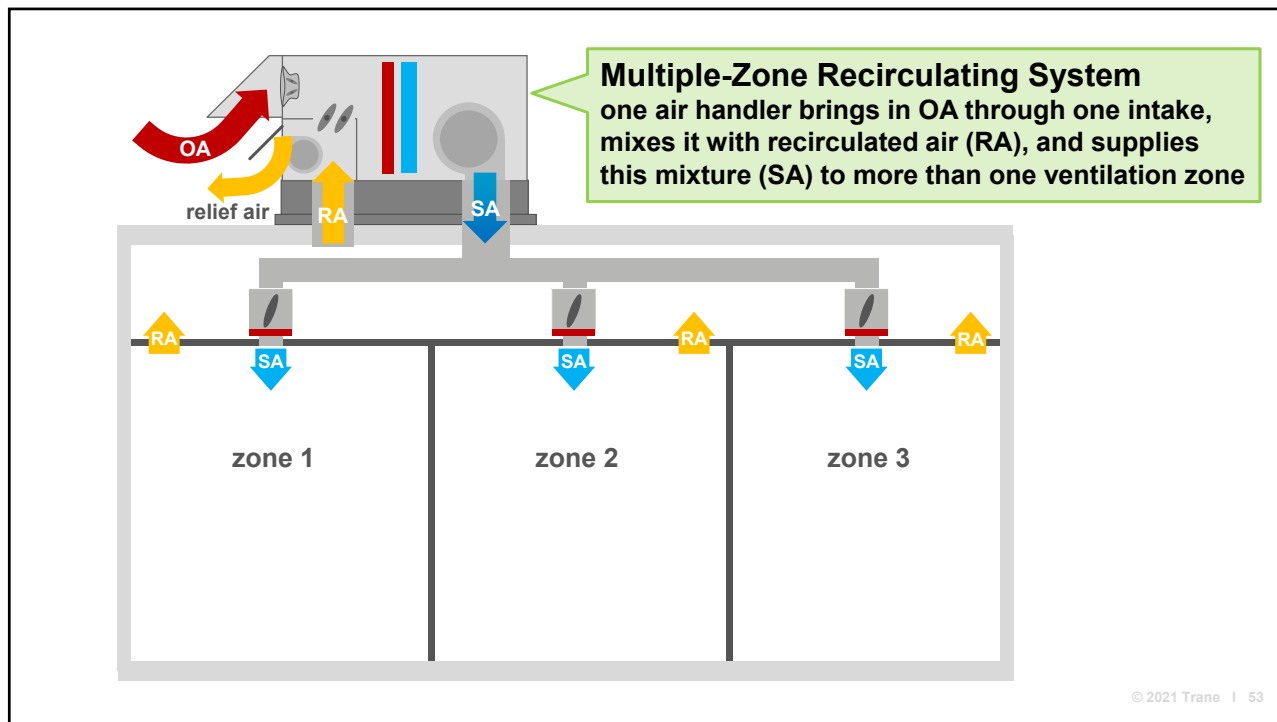 Multiple-Zone Recirculating System
one air handler brings in OA through one intake,
mixes it with recirculated air (RA), and supplies
this mixture (SA) to more than one ventilation zone
OA
relief air
RA
SA
RA
SA
SA
RA
SA
RA
zone 1
zone 2
zone 3
© 2021 Trane I 53